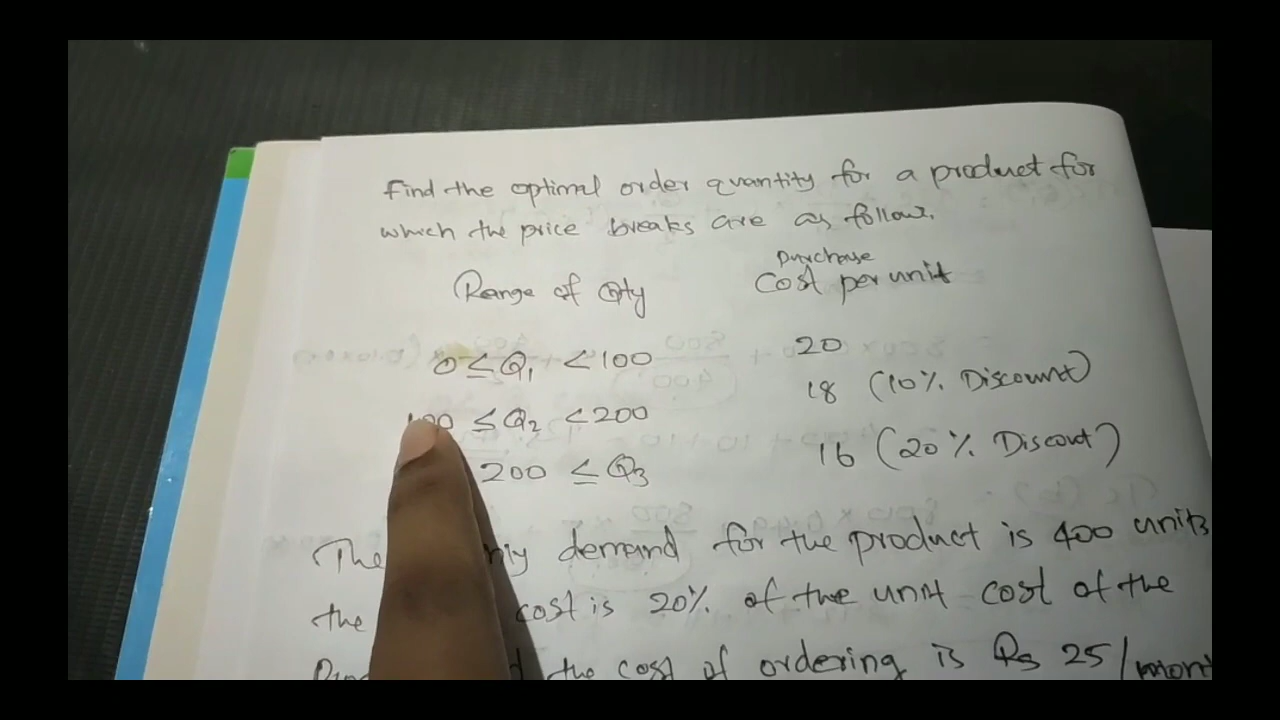 Find the optimal order quantity for a product for
which the price breaks are as follows.
Range of Qty
Purchase
Cost per unit
0 ≤ Q1 < 100 20
100 ≤ Q2 < 200 18 (10% Discount)
200 ≤ Q3 16 (20% Discout)
The demand for the product is 400 units
the cost is 20% of the unit cost of the
the cost of ordering is Rs 25/